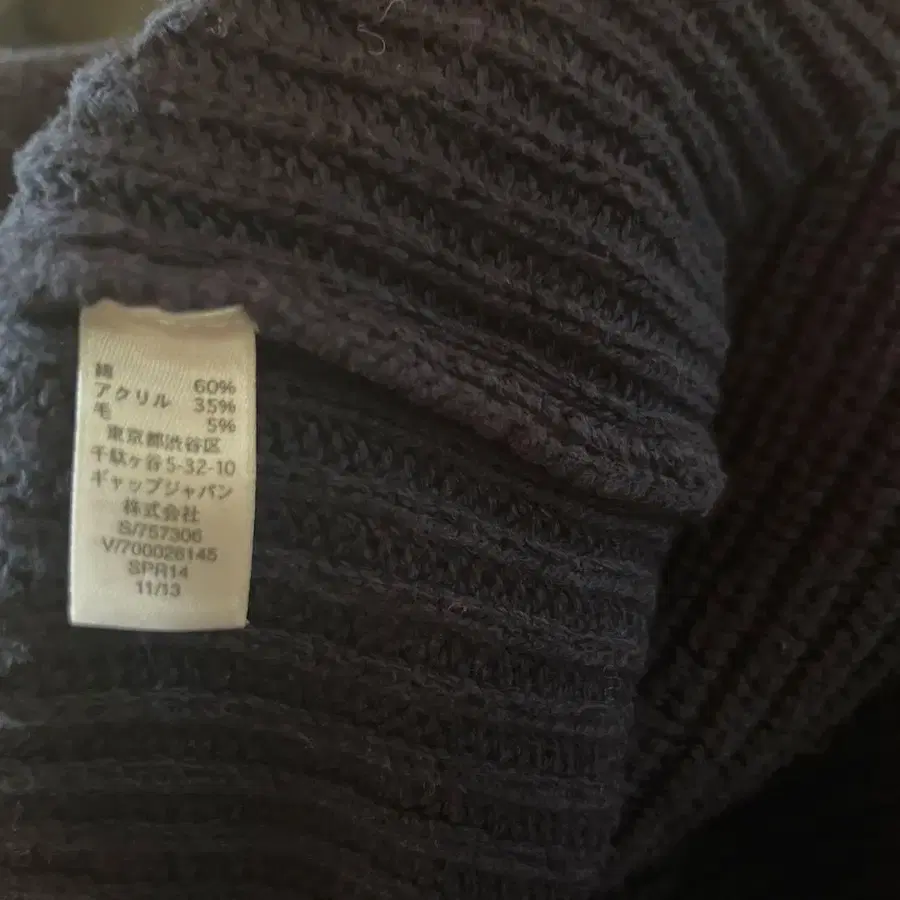 綿 60%
アクリル 35%
毛 5%
東京都渋谷区
千駄ヶ谷5-32-10
ギャップジャパン
株式会社
S/757306
V/700026145
SPR14
11/13